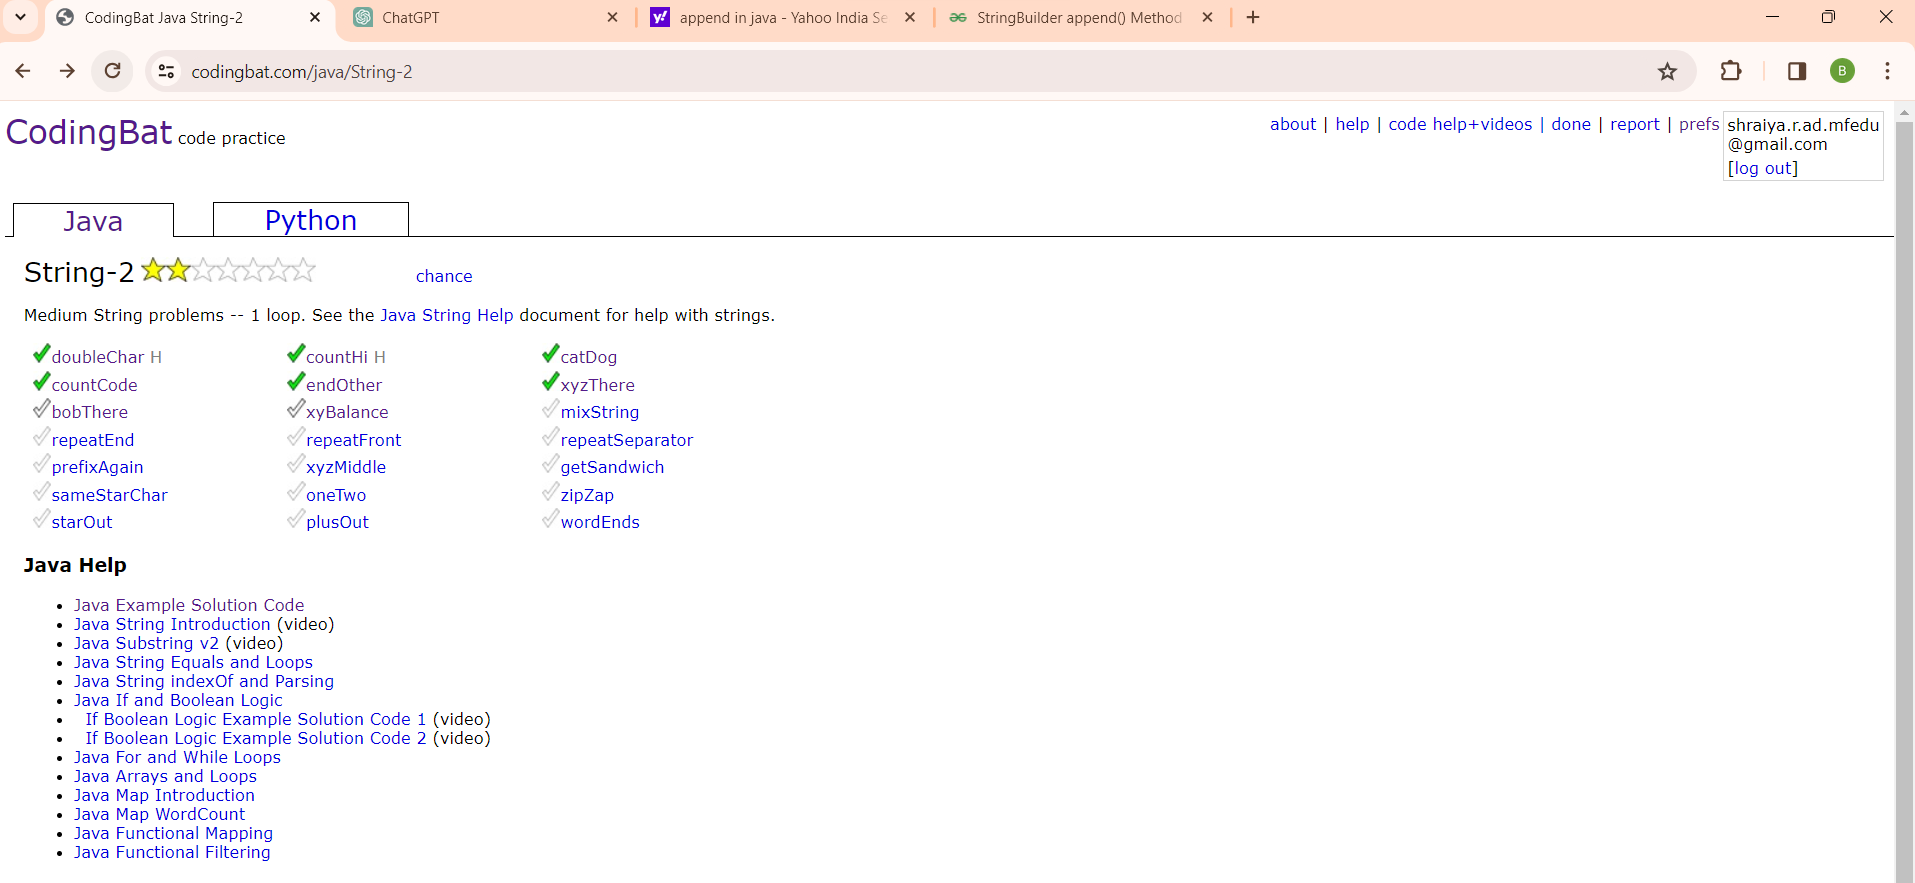 CodingBat Java String-2
ChatGPT
append in java - Yahoo India Se
StringBuilder append() Method
codingbat.com/java/String-2
B
CodingBat code practice
about | help | code help+videos | done | report | prefs
shraiya.r.ad.mfedu
@gmail.com
[log out]
Java
Python
String-2
chance
Medium String problems -- 1 loop. See the Java String Help document for help with strings.
doubleChar H countHi H catDog
countCode endOther xyzThere
bobThere xyBalance mixString
repeatEnd repeatFront repeatSeparator
prefixAgain xyzMiddle getSandwich
sameStarChar oneTwo zipZap
starOut plusOut wordEnds
Java Help
Java Example Solution Code
Java String Introduction (video)
Java Substring v2 (video)
Java String Equals and Loops
Java String indexOf and Parsing
Java If and Boolean Logic
If Boolean Logic Example Solution Code 1 (video)
If Boolean Logic Example Solution Code 2 (video)
Java For and While Loops
Java Arrays and Loops
Java Map Introduction
Java Map WordCount
Java Functional Mapping
Java Functional Filtering